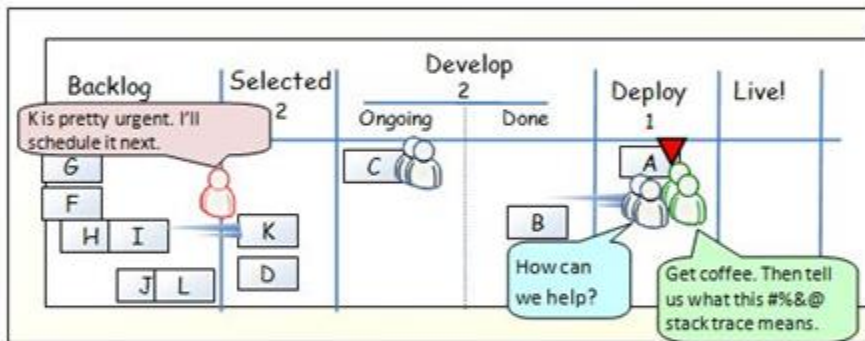 Backlog
Selected
2
Develop
2
Ongoing
Done
Deploy
1
Live!
K is pretty urgent. I'll
schedule it next.
G
F
H
I
J
L
K
D
C
B
A
How can
we help?
Get coffee. Then tell
us what this #%&@
stack trace means.